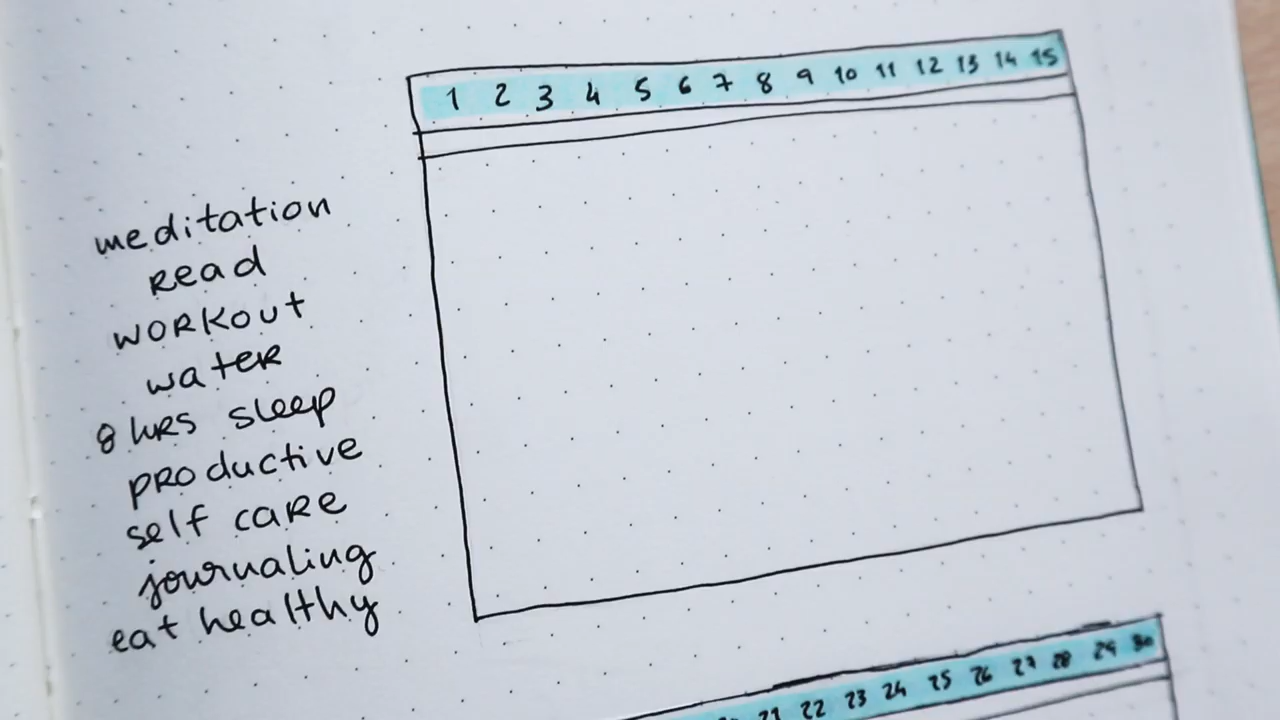 1 2 3 4 5 6 7 8 9 10 11 12 13 14 15
meditation
Read
workout
water
8 hrs sleep
productive
self care
journaling
eat healthy
21 22 23 24 25 26 27 28 29 30